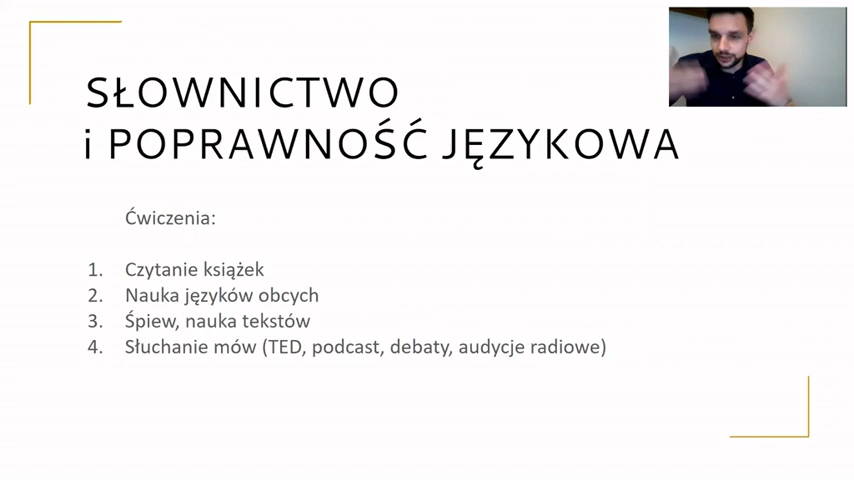 SŁOWNICTWO
i POPRAWNOŚĆ JĘZYKOWA
Ćwiczenia:
1. Czytanie książek
2. Nauka języków obcych
3. Śpiew, nauka tekstów
4. Słuchanie mów (TED, podcast, debaty, audycje radiowe)